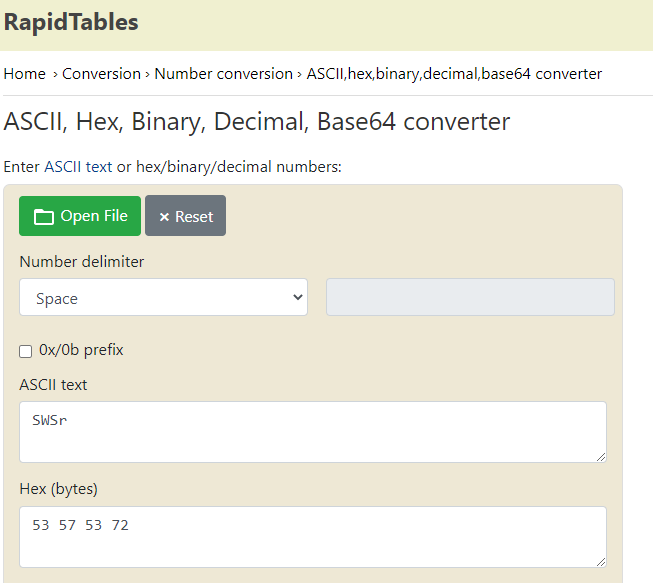 RapidTables
Home › Conversion › Number conversion › ASCII,hex,binary,decimal,base64 converter
ASCII, Hex, Binary, Decimal, Base64 converter
Enter ASCII text or hex/binary/decimal numbers:
Open File × Reset
Number delimiter
Space
0x/0b prefix
ASCII text
SWSr
Hex (bytes)
53 57 53 72